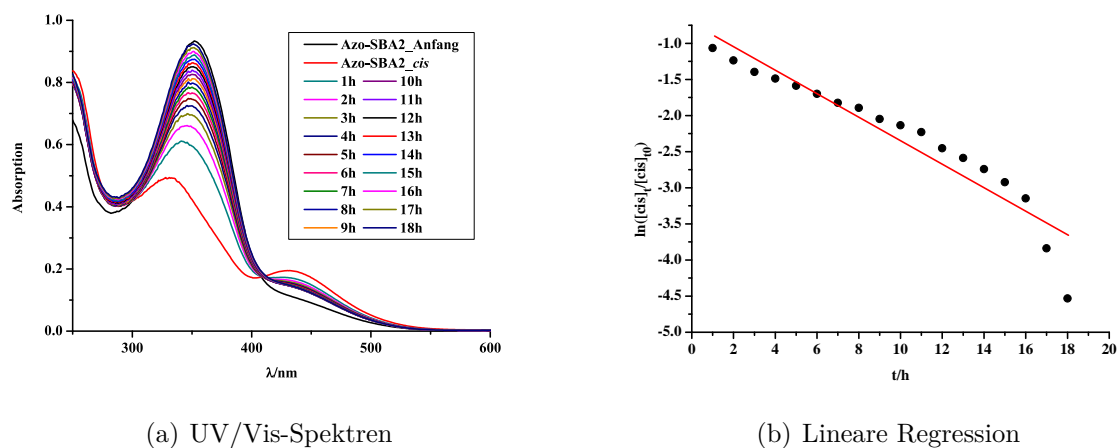 1.0
0.8
0.6
0.4
0.2
0.0
Absorption
300
400
500
600
λ/nm
Azo-SBA2_Anfang
Azo-SBA2_cis
1h 10h
2h 11h
3h 12h
4h 13h
5h 14h
6h 15h
7h 16h
8h 17h
9h 18h
(a) UV/Vis-Spektren
-1.0
-1.5
-2.0
-2.5
-3.0
-3.5
-4.0
-4.5
-5.0
ln([cis]t/[cis]t0)
0 2 4 6 8 10 12 14 16 18 20
t/h
(b) Lineare Regression